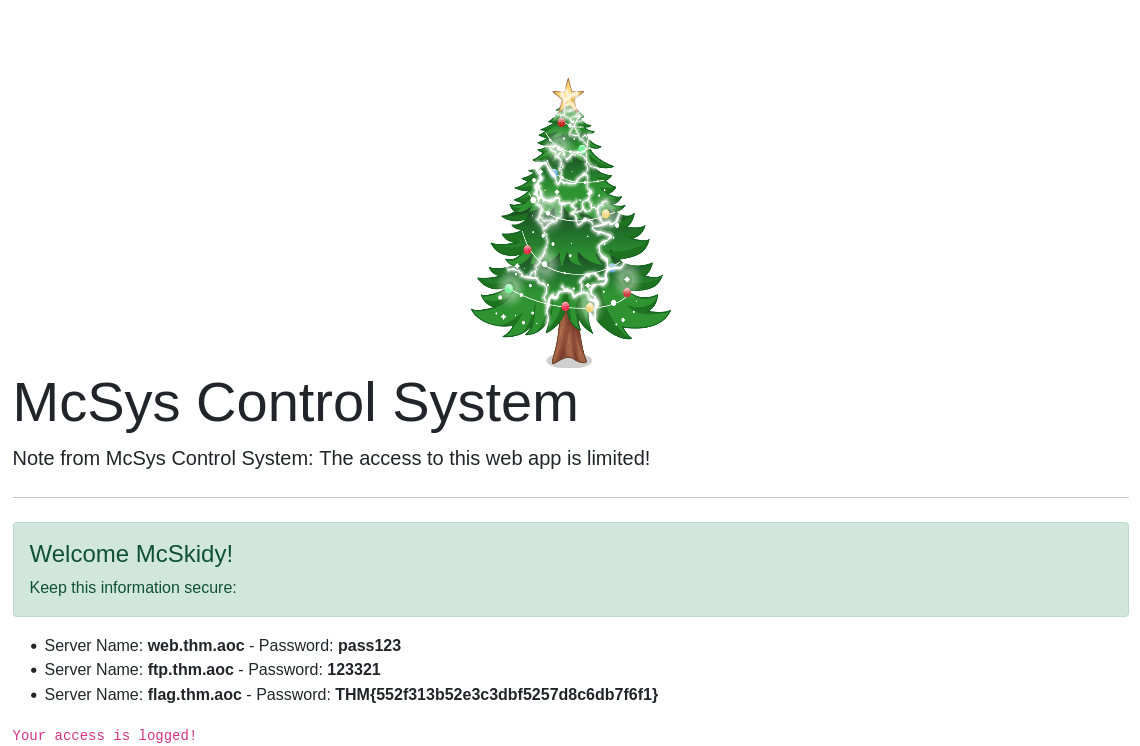 McSys Control System
Note from McSys Control System: The access to this web app is limited!
Welcome McSkidy!
Keep this information secure:
• Server Name: web.thm.aoc - Password: pass123
• Server Name: ftp.thm.aoc - Password: 123321
• Server Name: flag.thm.aoc - Password: THM{552f313b52e3c3dbf5257d8c6db7f6f1}
Your access is logged!